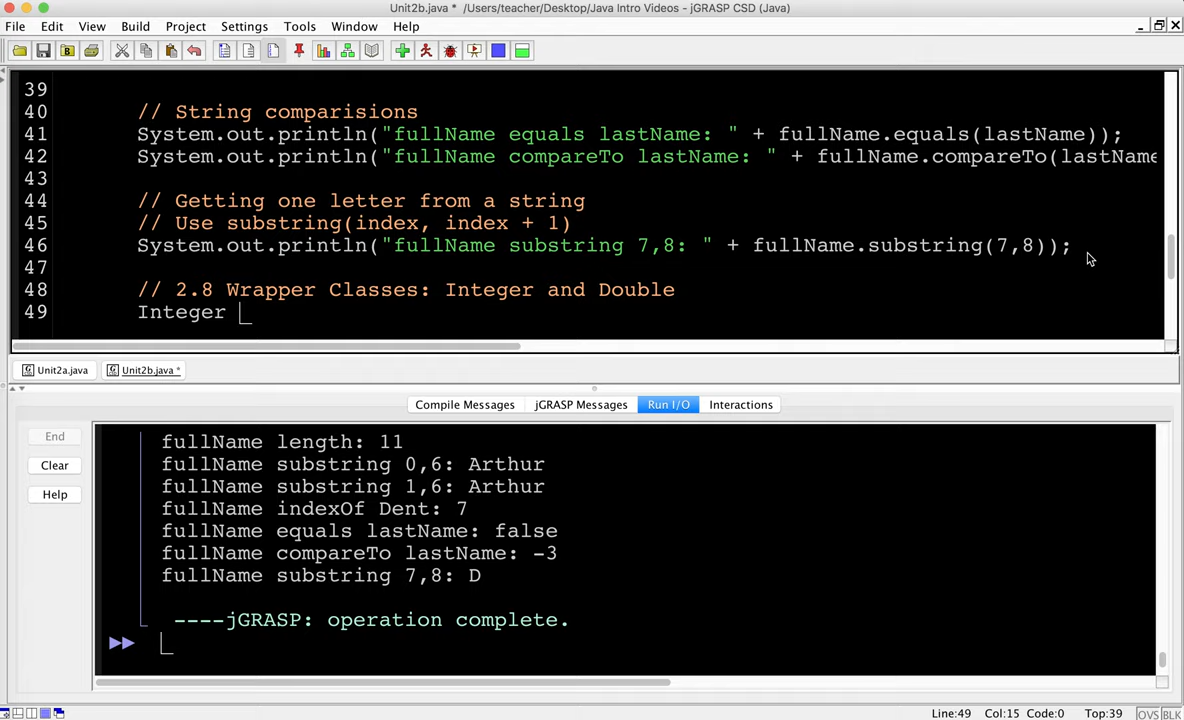 Unit2b.java * /Users/teacher/Desktop/Java Intro Videos - jGRASP CSD (Java)
File Edit View Build Project Settings Tools Window Help
39
40 // String comparisions
41 System.out.println("fullName equals lastName: " + fullName.equals(lastName));
42 System.out.println("fullName compareTo lastName: " + fullName.compareTo(lastName
43
44 // Getting one letter from a string
45 // Use substring(index, index + 1)
46 System.out.println("fullName substring 7,8: " + fullName.substring(7,8));
47
48 // 2.8 Wrapper Classes: Integer and Double
49 Integer
Unit2a.java Unit2b.java *
Compile Messages jGRASP Messages Run I/O Interactions
End
Clear
Help
fullName length: 11
fullName substring 0,6: Arthur
fullName substring 1,6: Arthur
fullName indexOf Dent: 7
fullName equals lastName: false
fullName compareTo lastName: -3
fullName substring 7,8: D
----jGRASP: operation complete.
Line:49 Col:15 Code:0 Top:39 OVS BLK